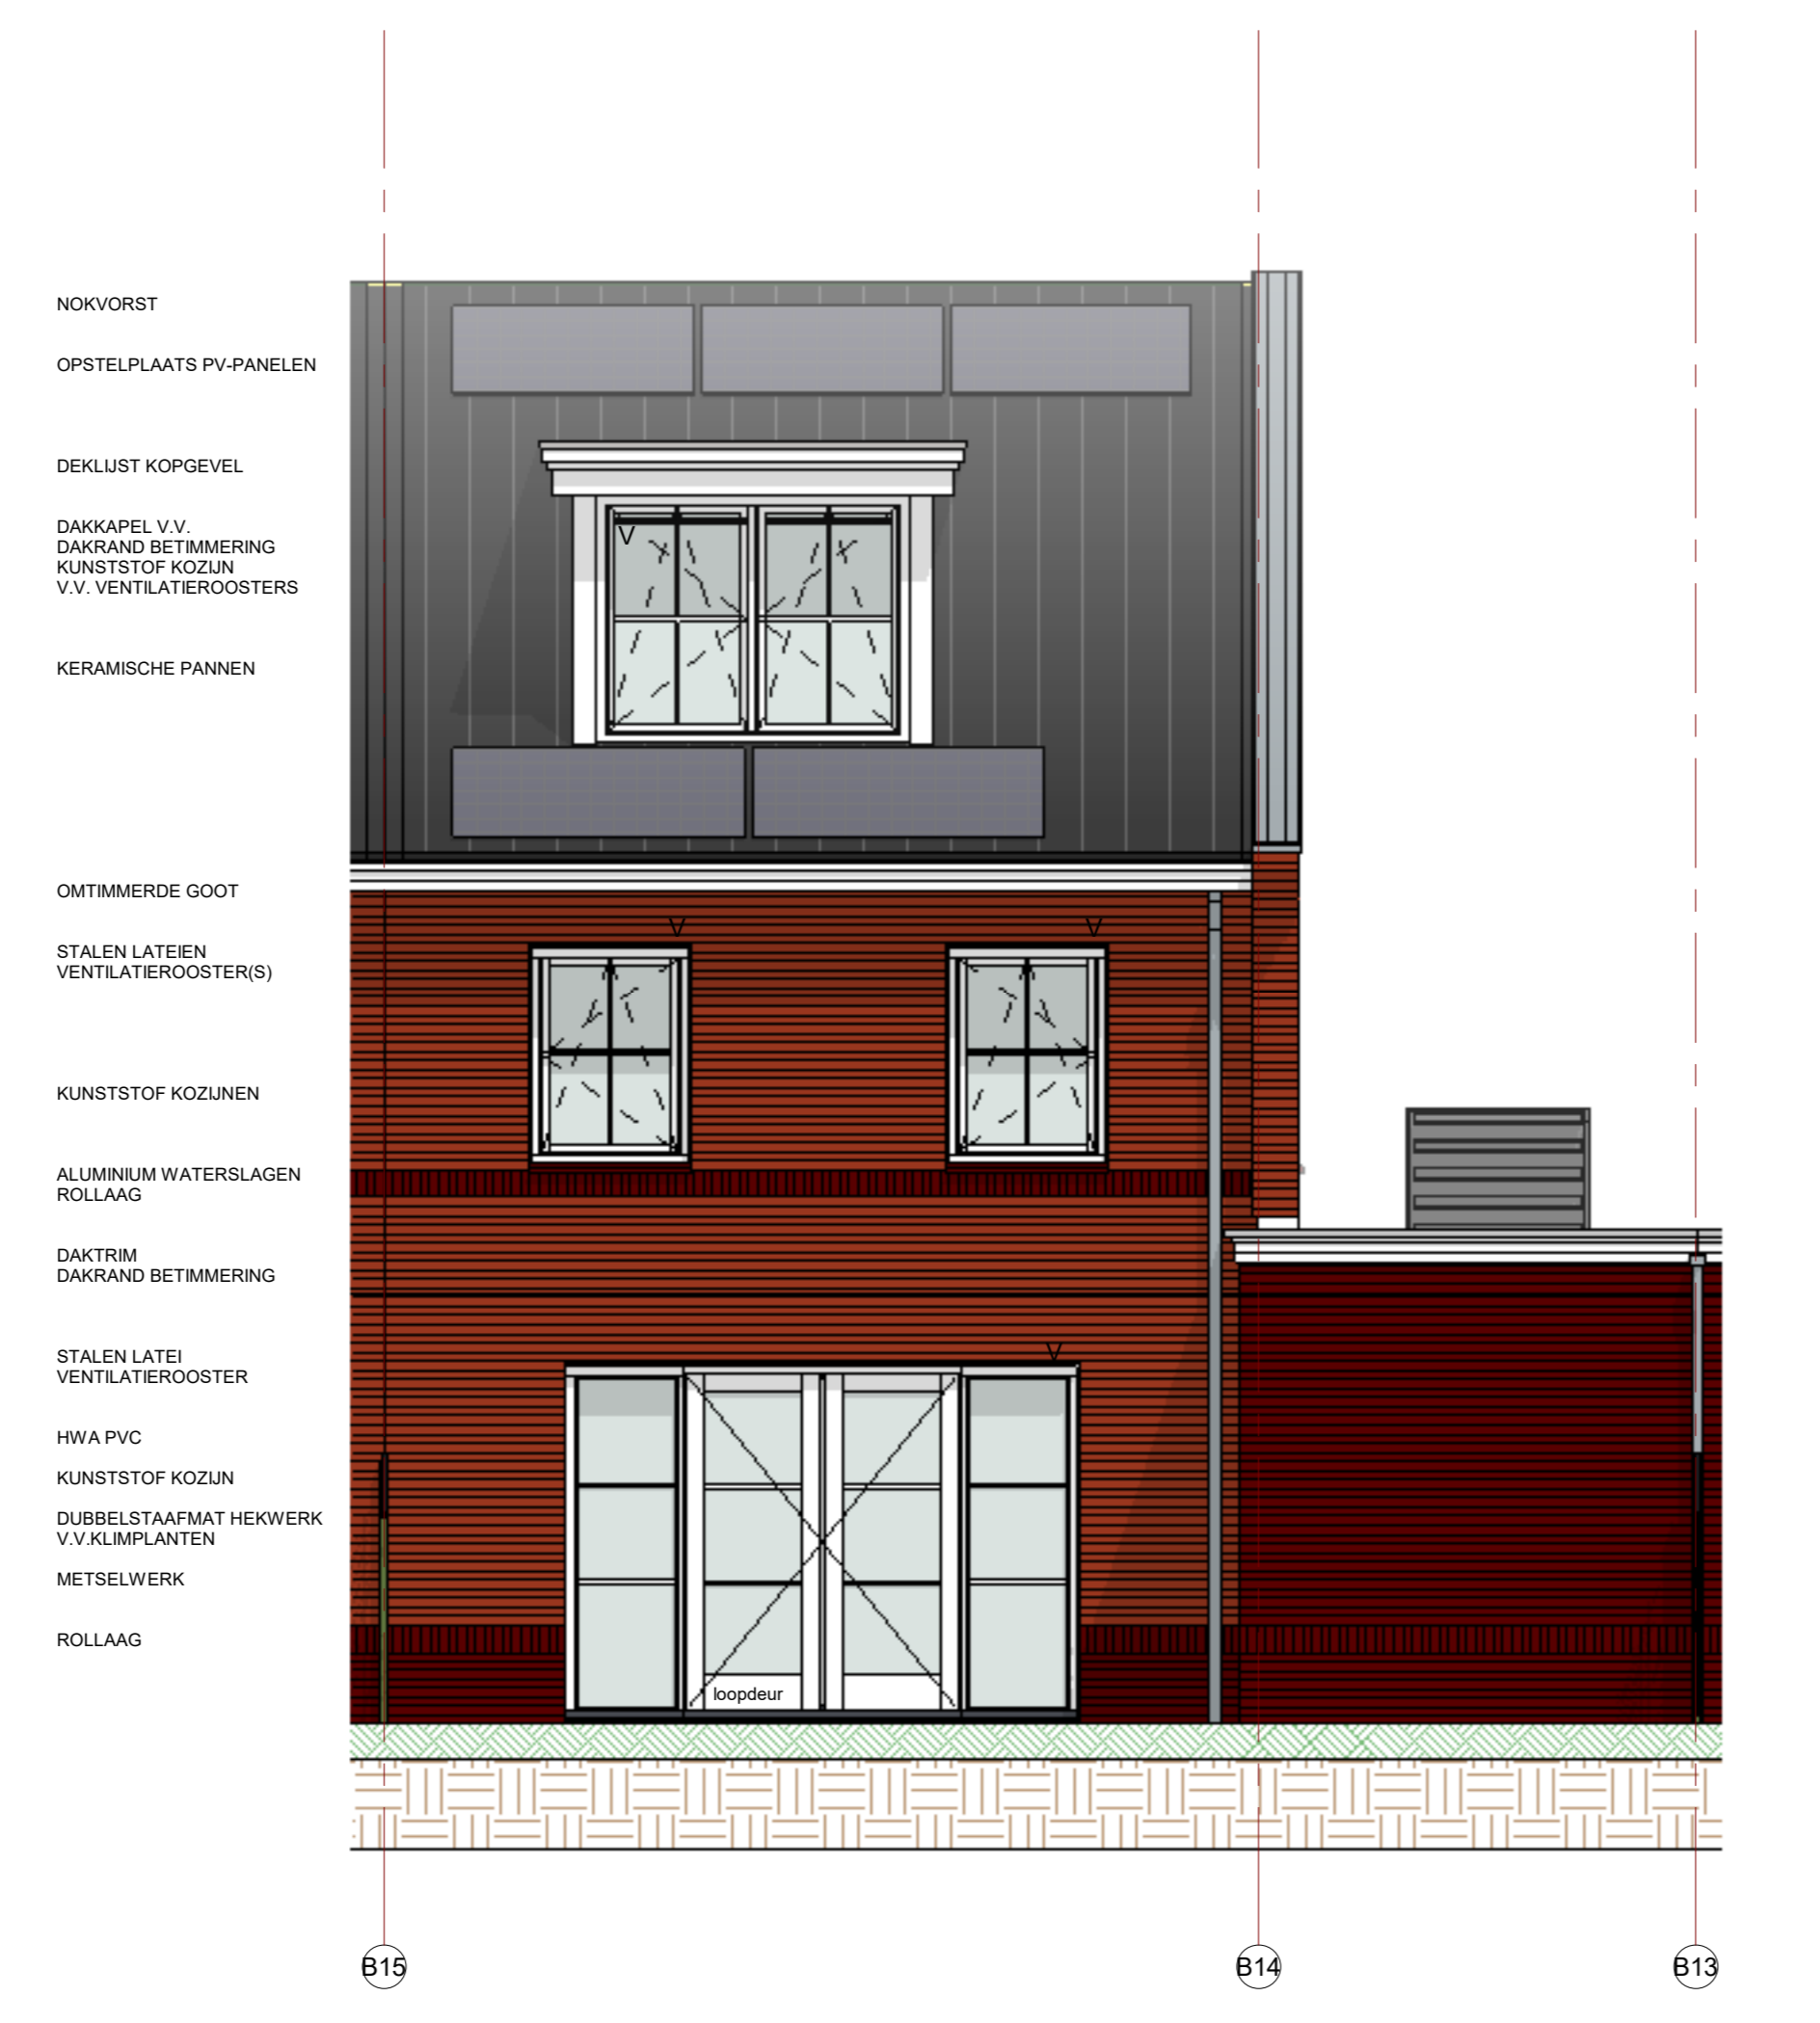 NOKVORST
OPSTELPLAATS PV-PANELEN
DEKLIJST KOPGEVEL
DAKKAPEL V.V.
DAKRAND BETIMMERING
KUNSTSTOF KOZIJN
V.V. VENTILATIEROOSTERS
V
KERAMISCHE PANNEN
OMTIMMERDE GOOT
V
V
STALEN LATEIEN
VENTILATIEROOSTER(S)
KUNSTSTOF KOZIJNEN
ALUMINIUM WATERSLAGEN
ROLLAAG
DAKTRIM
DAKRAND BETIMMERING
V
STALEN LATEI
VENTILATIEROOSTER
HWA PVC
KUNSTSTOF KOZIJN
DUBBELSTAAFMAT HEKWERK
V.V.KLIMPLANTEN
METSELWERK
ROLLAAG
loopdeur
B15
B14
B13